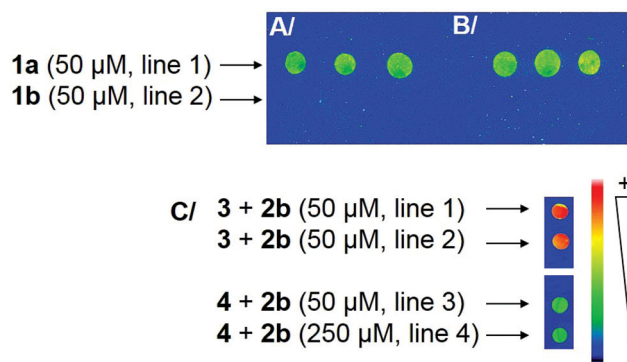 A/ B/
1a (50 µM, line 1)
1b (50 µM, line 2)
C/ 3 + 2b (50 µM, line 1)
3 + 2b (50 µM, line 2)
4 + 2b (50 µM, line 3)
4 + 2b (250 µM, line 4)
+